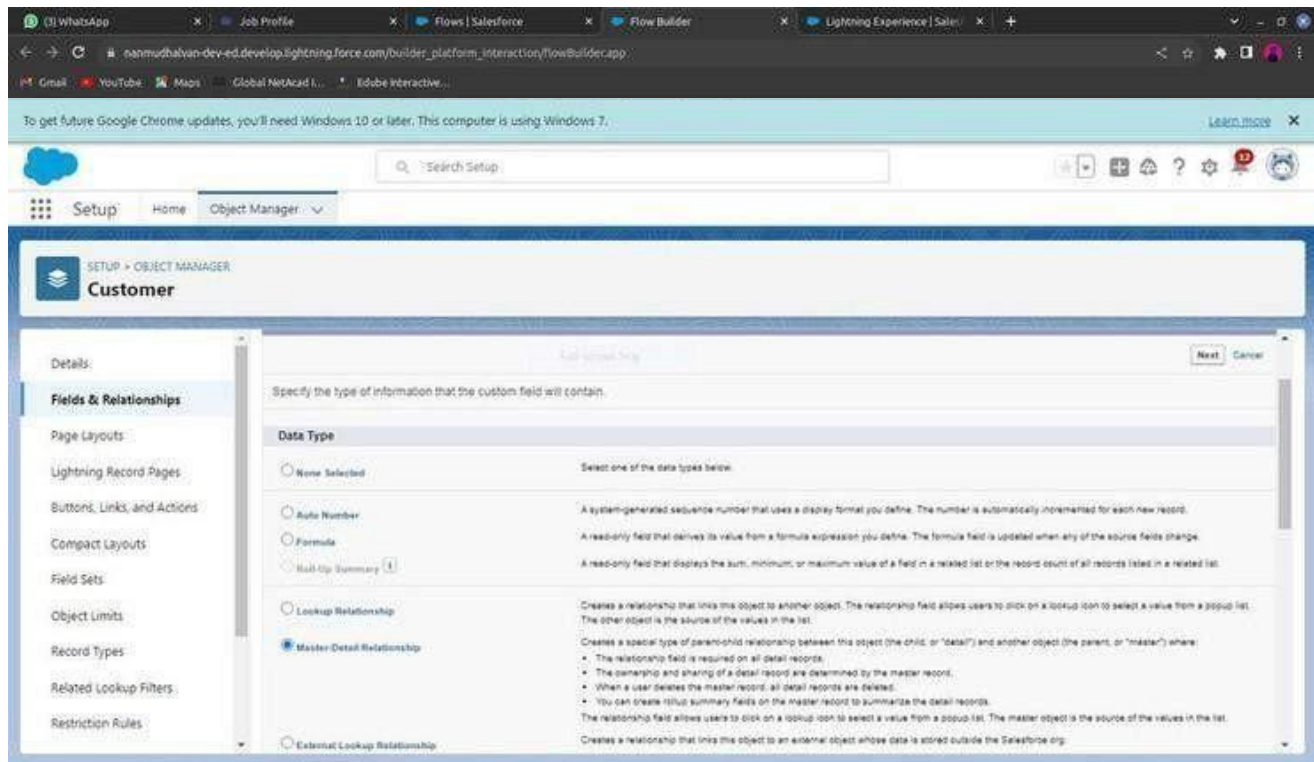 (3) WhatsApp
Job Profile
Flows | Salesforce
Flow Builder
Lightning Experience | Sales
nanmudhalvan-dev-ed.develop.lightning.force.com/builder_platform_interaction/flowBuilder.app
Gmail YouTube Maps Global NetAcad I... Edube Interactive...
To get future Google Chrome updates, you'll need Windows 10 or later. This computer is using Windows 7.
Learn more
Search Setup
12
Setup Home Object Manager
SETUP > OBJECT MANAGER
Customer
Details
Fields & Relationships
Page Layouts
Lightning Record Pages
Buttons, Links, and Actions
Compact Layouts
Field Sets
Object Limits
Record Types
Related Lookup Filters
Restriction Rules
Next Cancel
Specify the type of information that the custom field will contain.
Data Type
None Selected
Select one of the data types below.
Auto Number
A system-generated sequence number that uses a display format you define. The number is automatically incremented for each new record.
Formula
A read-only field that derives its value from a formula expression you define. The formula field is updated when any of the source fields change.
Roll-Up Summary
A read-only field that displays the sum, minimum, or maximum value of a field in a related list or the record count of all records listed in a related list.
Lookup Relationship
Creates a relationship that links this object to another object. The relationship field allows users to click on a lookup icon to select a value from a popup list.
The other object is the source of the values in the list.
Master-Detail Relationship
Creates a special type of parent-child relationship between this object (the child, or "detail") and another object (the parent, or "master") where:
• The relationship field is required on all detail records.
• The ownership and sharing of a detail record are determined by the master record.
• When a user deletes the master record, all detail records are deleted.
• You can create rollup summary fields on the master record to summarize the detail records.
The relationship field allows users to click on a lookup icon to select a value from a popup list. The master object is the source of the values in the list.
External Lookup Relationship
Creates a relationship that links this object to an external object whose data is stored outside the Salesforce org.